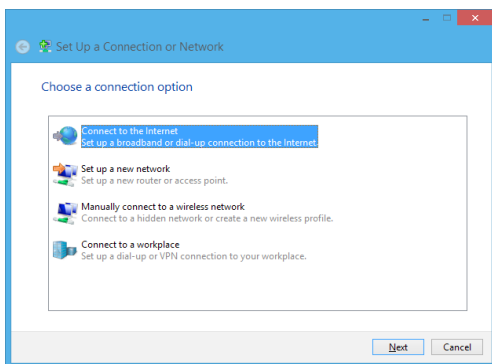 Set Up a Connection or Network
Choose a connection option
Connect to the Internet
Set up a broadband or dial-up connection to the Internet.
Set up a new network
Set up a new router or access point.
Manually connect to a wireless network
Connect to a hidden network or create a new wireless profile.
Connect to a workplace
Set up a dial-up or VPN connection to your workplace.
Next Cancel